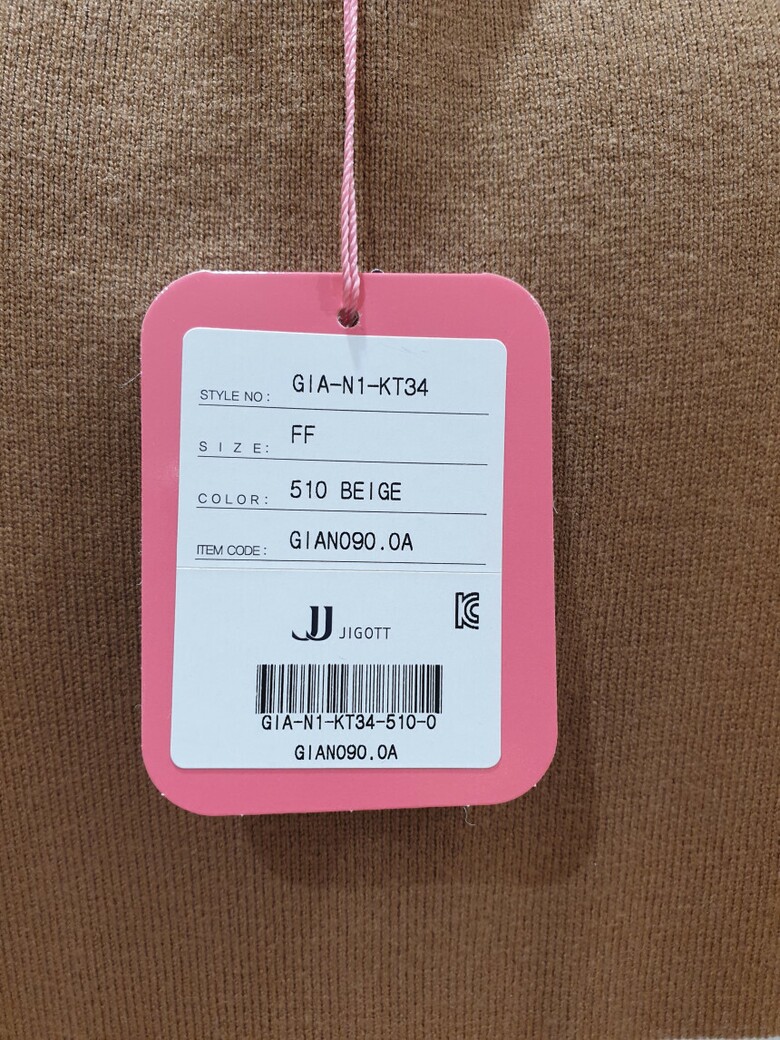 STYLE NO: GIA-N1-KT34
SIZE: FF
COLOR: 510 BEIGE
ITEM CODE: GIAN090.0A
JJ JIGOTT
KC
GIA-N1-KT34-510-0
GIAN090.0A